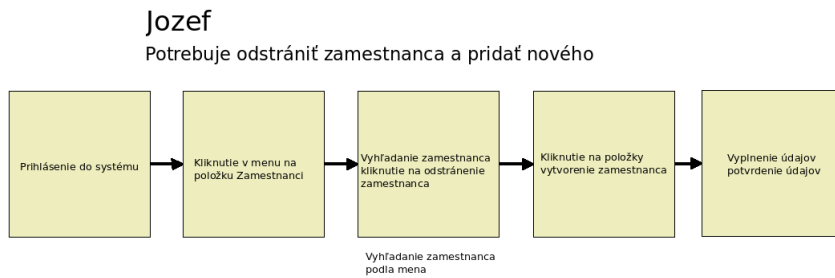 Jozef
Potrebuje odstrániť zamestnanca a pridať nového
Prihlásenie do systému
Kliknutie v menu na
položku Zamestnanci
Vyhľadanie zamestnanca
kliknutie na odstránenie
zamestnanca
Kliknutie na položky
vytvorenie zamestnanca
Vyplnenie údajov
potvrdenie údajov
Vyhľadanie zamestnanca
podla mena